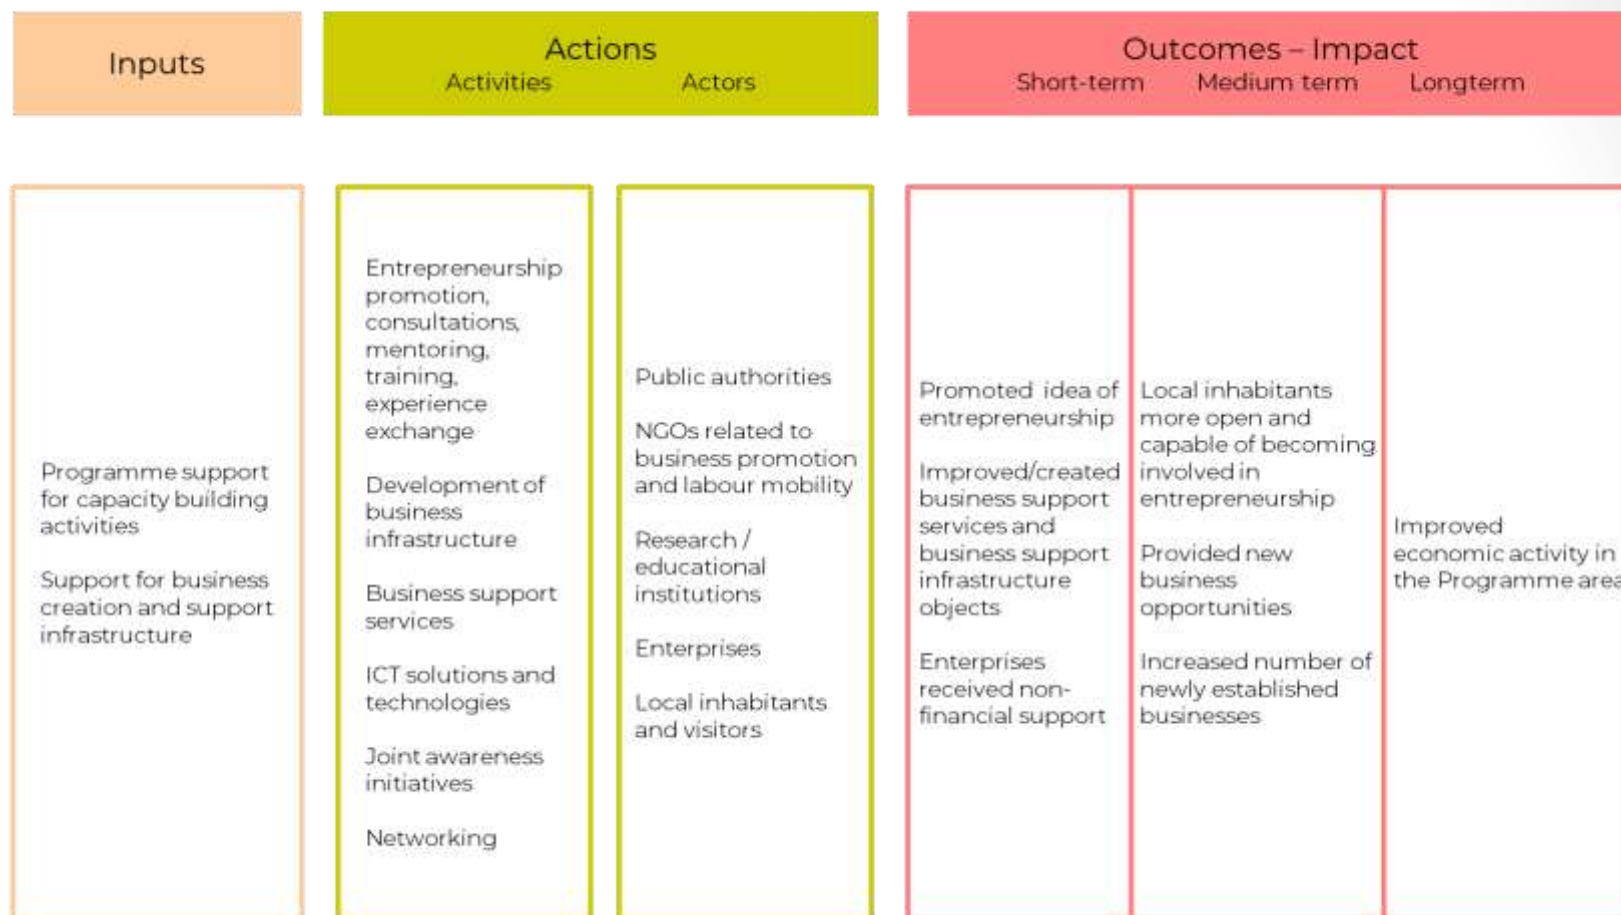 Inputs
Actions
Activities
Actors
Outcomes – Impact
Short-term
Medium term
Longterm
Programme support
for capacity building
activities
Support for business
creation and support
infrastructure
Entrepreneurship
promotion,
consultations,
mentoring,
training,
experience
exchange
Development of
business
infrastructure
Business support
services
ICT solutions and
technologies
Joint awareness
initiatives
Networking
Public authorities
NGOs related to
business promotion
and labour mobility
Research /
educational
institutions
Enterprises
Local inhabitants
and visitors
Promoted idea of
entrepreneurship
Improved/created
business support
services and
business support
infrastructure
objects
Enterprises
received non-
financial support
Local inhabitants
more open and
capable of becoming
involved in
entrepreneurship
Provided new
business
opportunities
Increased number of
newly established
businesses
Improved
economic activity in
the Programme area